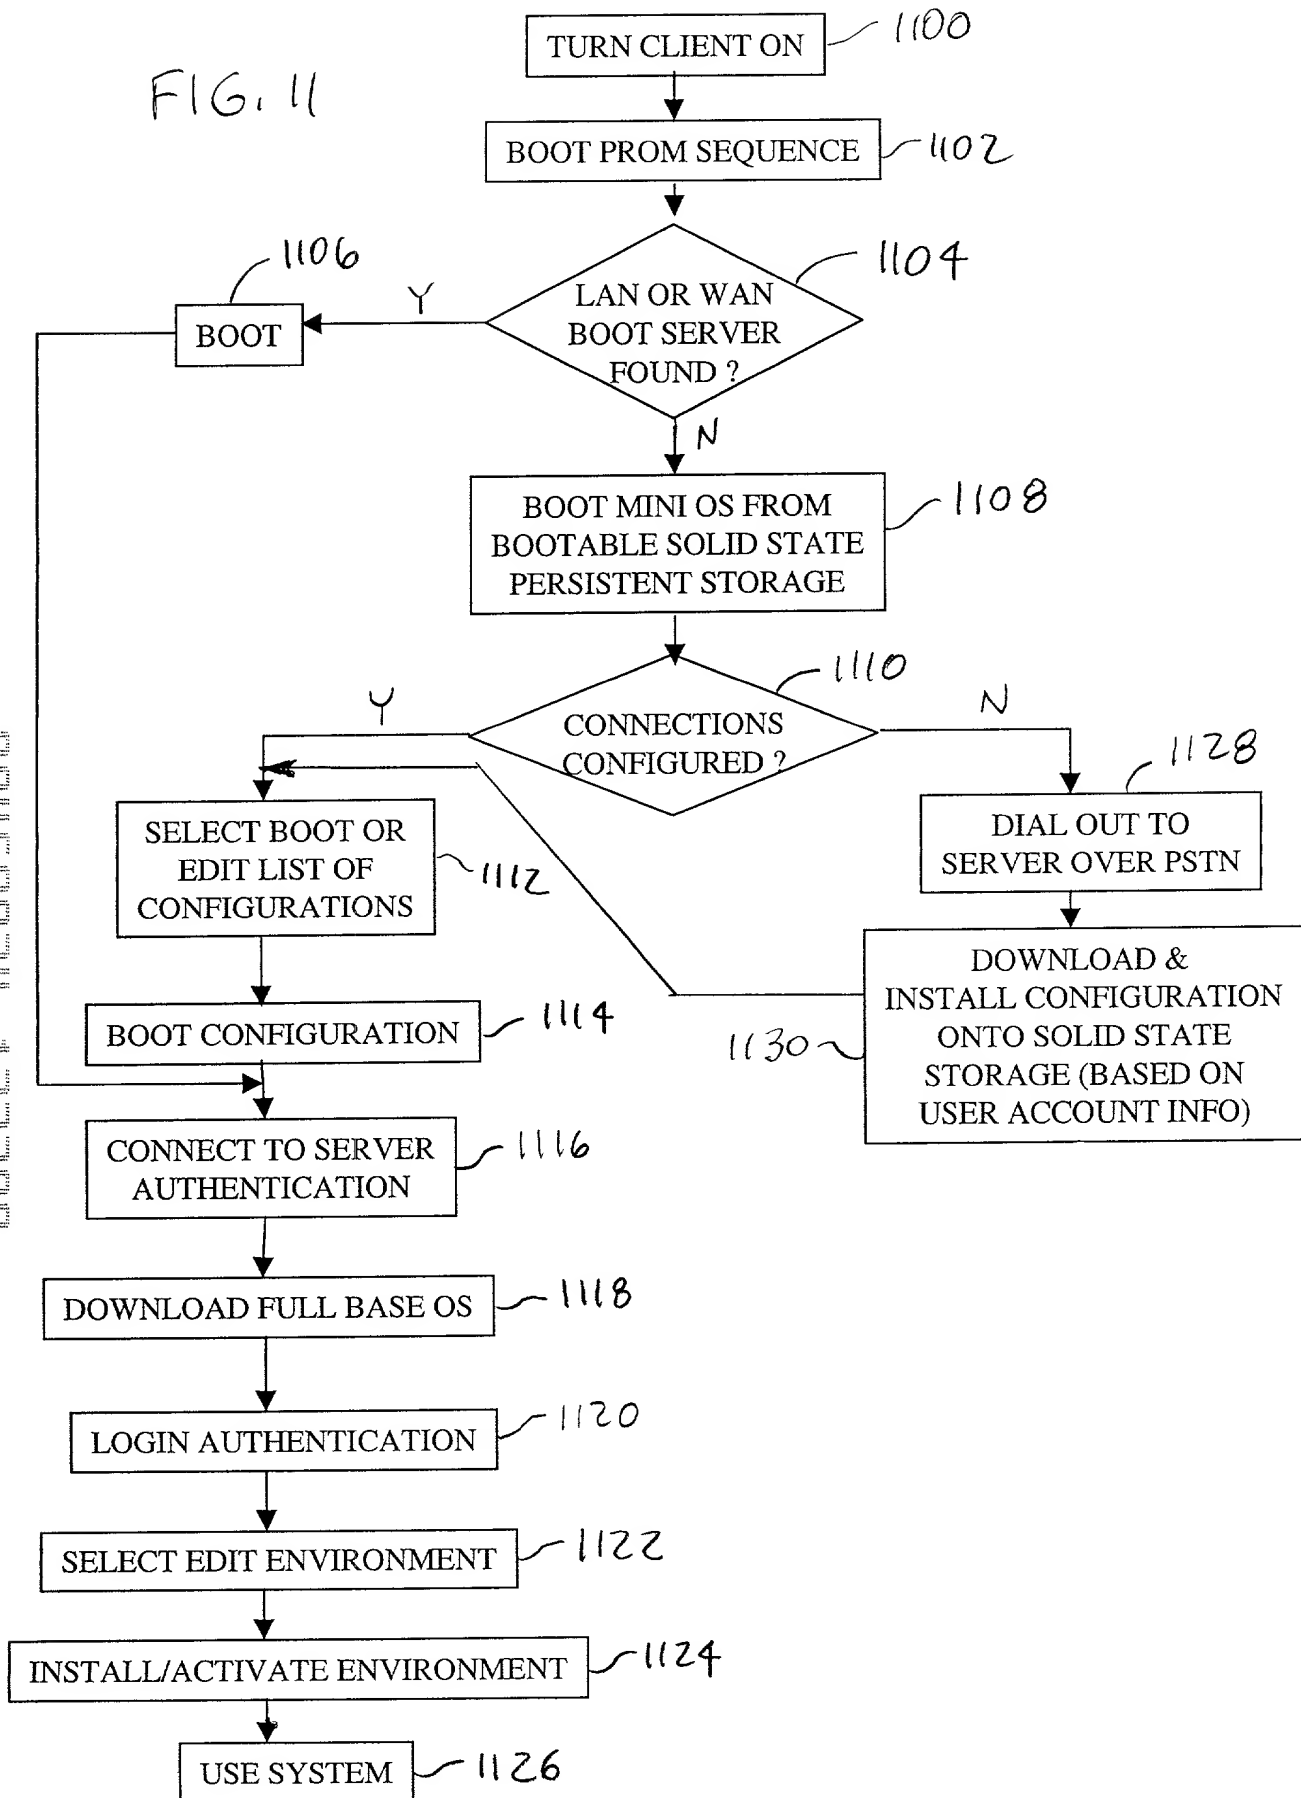 FIG. 11
TURN CLIENT ON
1100
BOOT PROM SEQUENCE
1102
LAN OR WAN
BOOT SERVER
FOUND ?
1104
Y
BOOT
1106
N
BOOT MINI OS FROM
BOOTABLE SOLID STATE
PERSISTENT STORAGE
1108
CONNECTIONS
CONFIGURED ?
1110
Y
N
SELECT BOOT OR
EDIT LIST OF
CONFIGURATIONS
1112
DIAL OUT TO
SERVER OVER PSTN
1128
DOWNLOAD &
INSTALL CONFIGURATION
ONTO SOLID STATE
STORAGE (BASED ON
USER ACCOUNT INFO)
1130
BOOT CONFIGURATION
1114
CONNECT TO SERVER
AUTHENTICATION
1116
DOWNLOAD FULL BASE OS
1118
LOGIN AUTHENTICATION
1120
SELECT EDIT ENVIRONMENT
1122
INSTALL/ACTIVATE ENVIRONMENT
1124
USE SYSTEM
1126